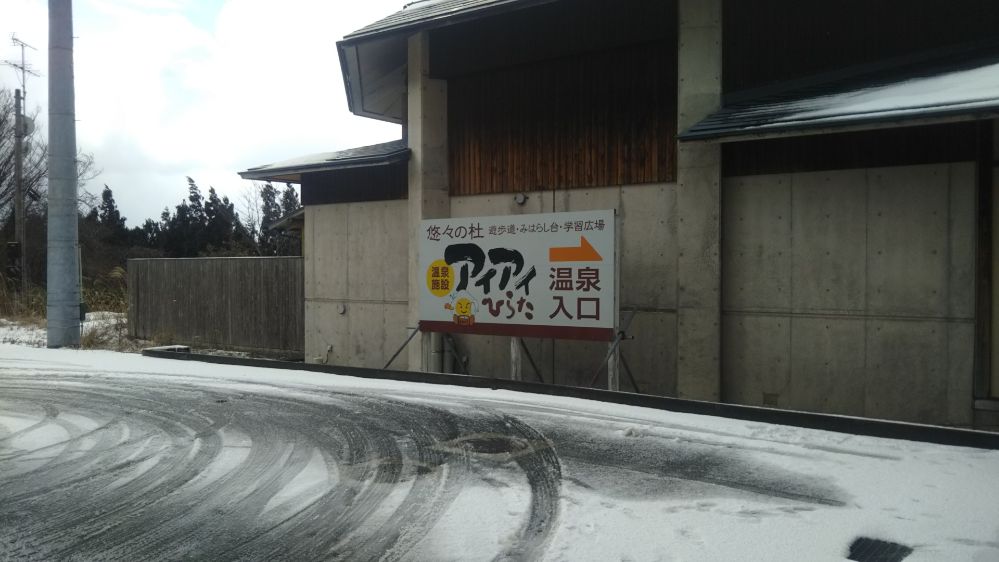 悠々の杜 遊歩道・みはらし台・学習広場
温泉
施設
アイアイ
ひらた
温泉
入口